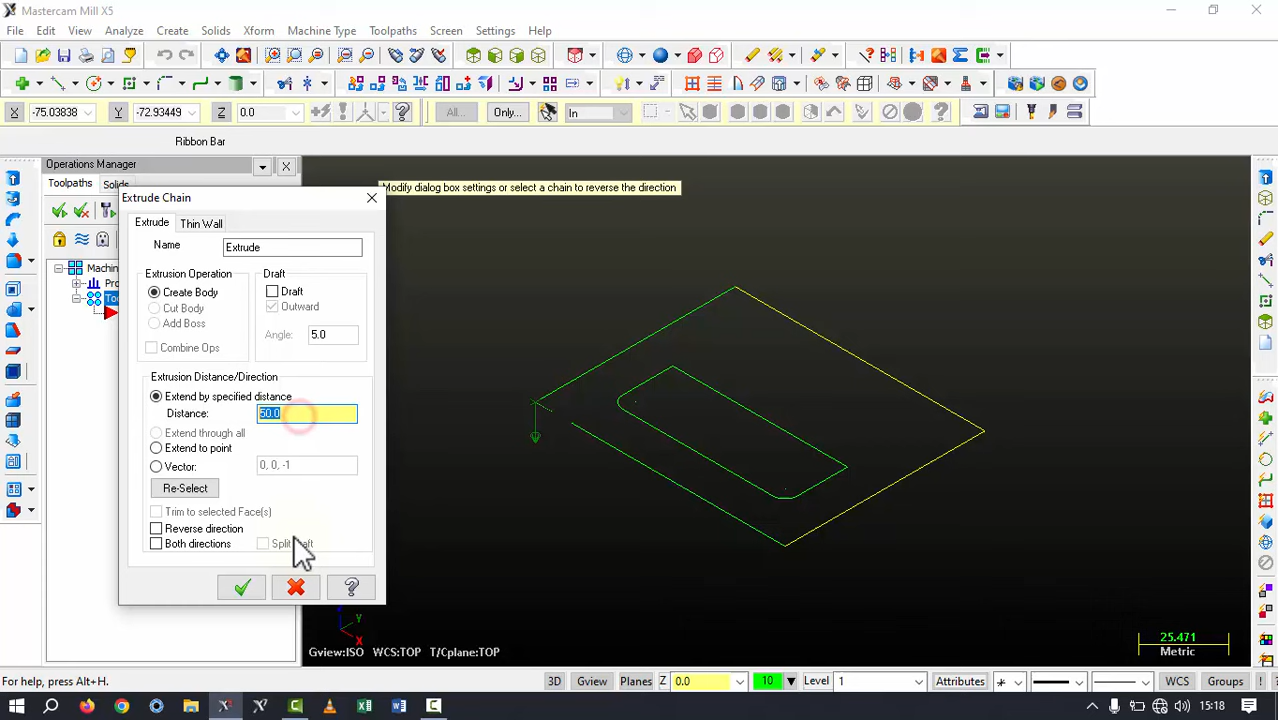 Mastercam Mill X5
File Edit View Analyze Create Solids Xform Machine Type Toolpaths Screen Settings Help
X -75.03838 Y -72.93449 Z 0.0 All... Only... In
Ribbon Bar
Operations Manager
Toolpaths Solids
Modify dialog box settings or select a chain to reverse the direction
Extrude Chain
Extrude Thin Wall
Name Extrude
Extrusion Operation
Create Body
Cut Body
Add Boss
Combine Ops
Draft
Draft
Outward
Angle: 5.0
Extrusion Distance/Direction
Extend by specified distance
Distance: 50.0
Extend through all
Extend to point
Vector: 0, 0, -1
Re-Select
Trim to selected Face(s)
Reverse direction
Both directions
Y
X
25.471
Metric
Gview:ISO WCS:TOP T/Cplane:TOP
For help, press Alt+H.
3D Gview Planes Z 0.0 10 Level 1 Attributes WCS Groups
15:18